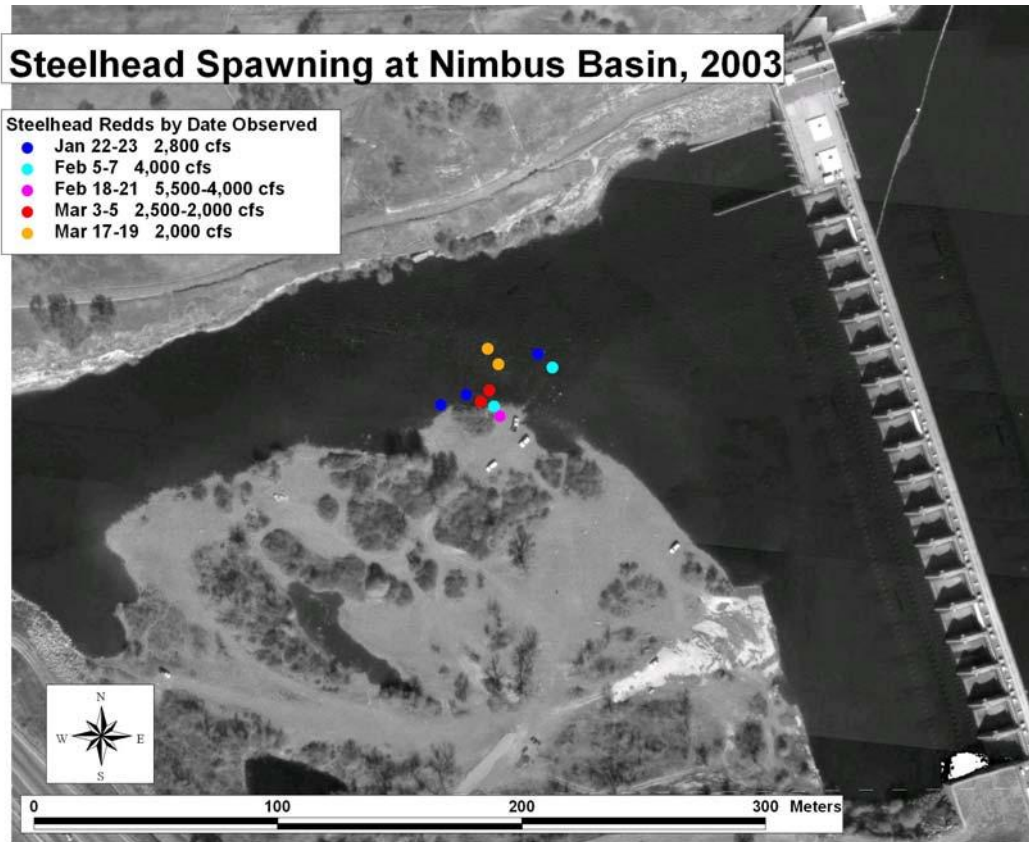 Steelhead Spawning at Nimbus Basin, 2003
Steelhead Redds by Date Observed
Jan 22-23 2,800 cfs
Feb 5-7 4,000 cfs
Feb 18-21 5,500-4,000 cfs
Mar 3-5 2,500-2,000 cfs
Mar 17-19 2,000 cfs
N
W E
S
0 100 200 300 Meters